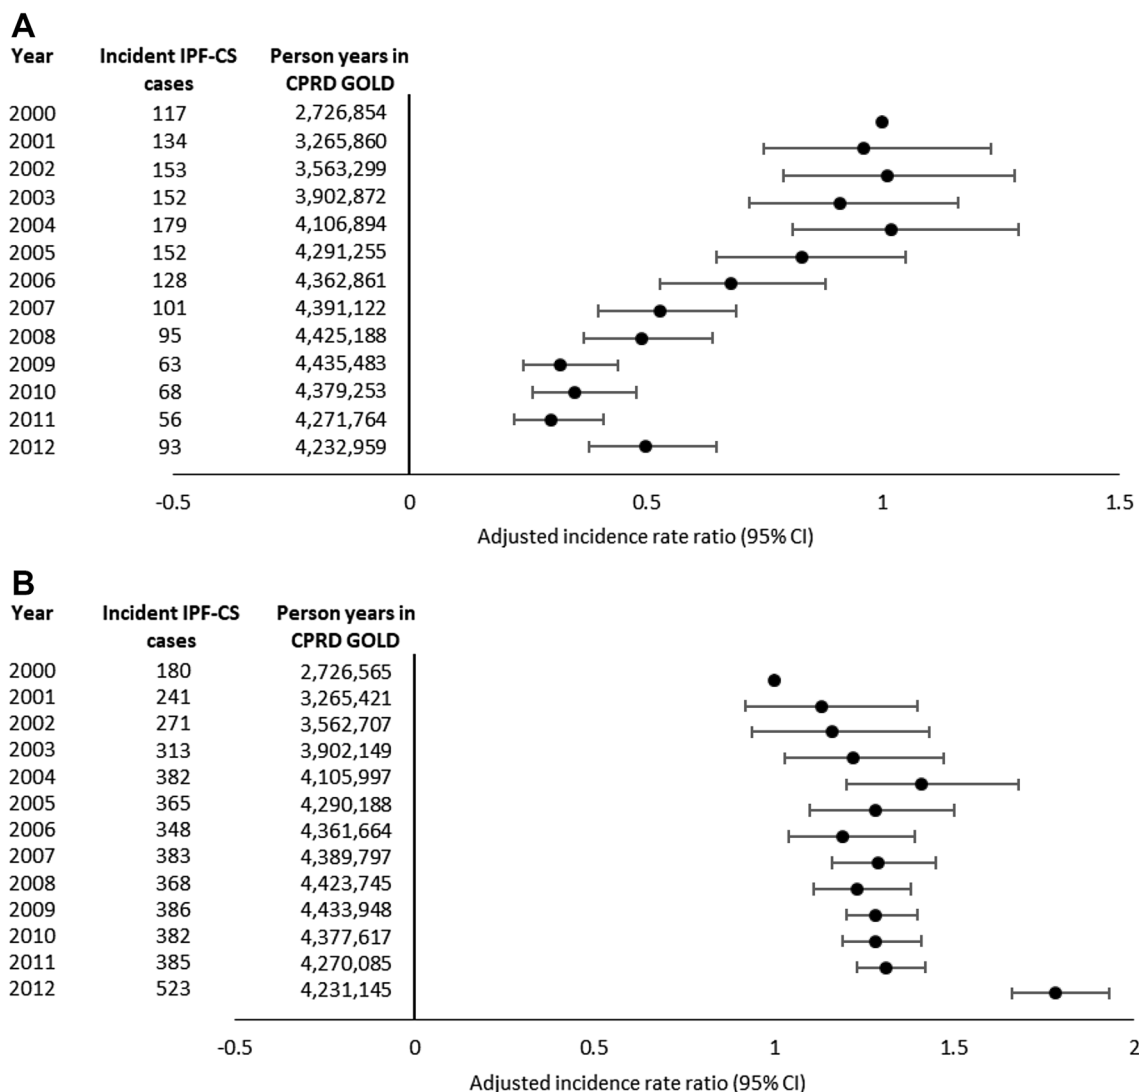 A
Year Incident IPF-CS Person years in
cases CPRD GOLD
2000 117 2,726,854
2001 134 3,265,860
2002 153 3,563,299
2003 152 3,902,872
2004 179 4,106,894
2005 152 4,291,255
2006 128 4,362,861
2007 101 4,391,122
2008 95 4,425,188
2009 63 4,435,483
2010 68 4,379,253
2011 56 4,271,764
2012 93 4,232,959
-0.5 0 0.5 1 1.5
Adjusted incidence rate ratio (95% CI)
B
Year Incident IPF-CS Person years in
cases CPRD GOLD
2000 180 2,726,565
2001 241 3,265,421
2002 271 3,562,707
2003 313 3,902,149
2004 382 4,105,997
2005 365 4,290,188
2006 348 4,361,664
2007 383 4,389,797
2008 368 4,423,745
2009 386 4,433,948
2010 382 4,377,617
2011 385 4,270,085
2012 523 4,231,145
-0.5 0 0.5 1 1.5 2
Adjusted incidence rate ratio (95% CI)